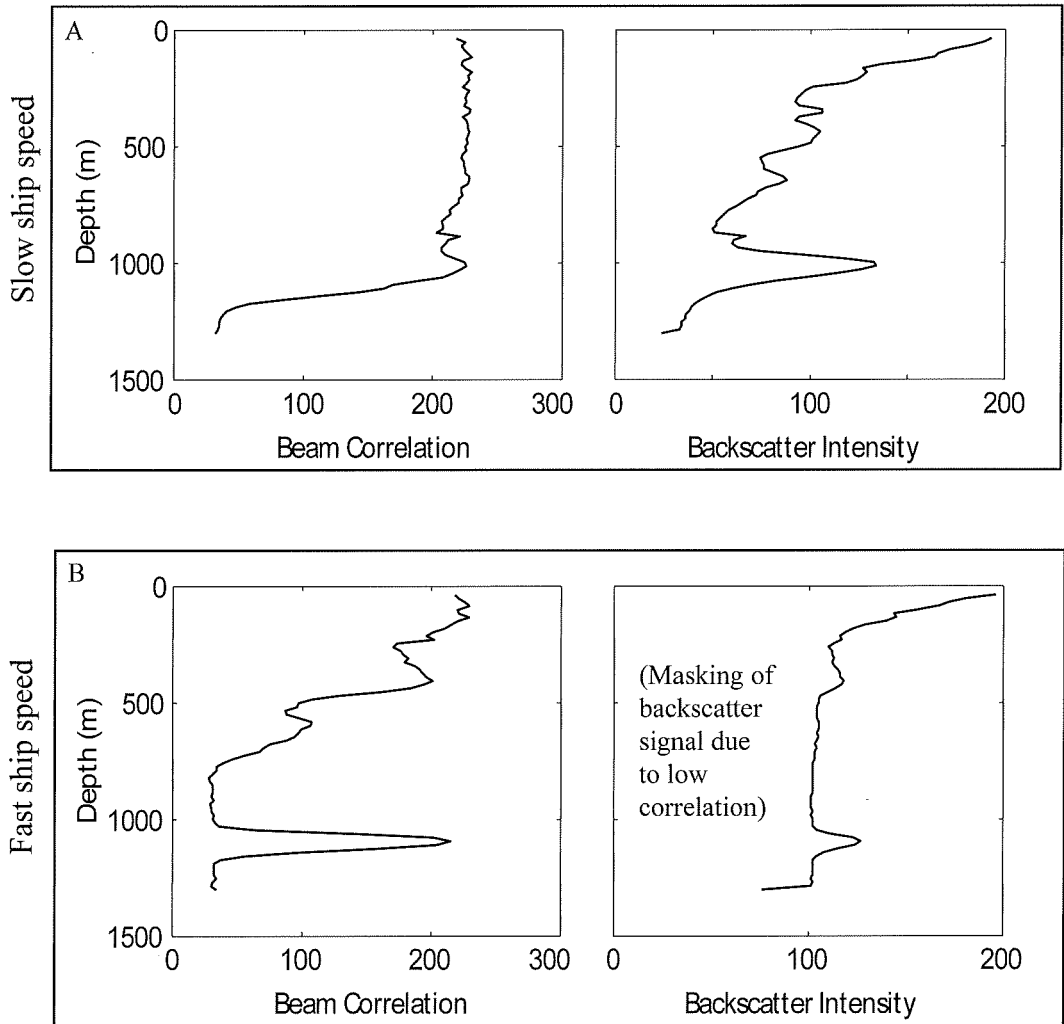 A
Slow ship speed
Depth (m)
0
500
1000
1500
0 100 200 300
Beam Correlation
0 100 200
Backscatter Intensity
B
Fast ship speed
Depth (m)
0
500
1000
1500
0 100 200 300
Beam Correlation
(Masking of
backscatter
signal due
to low
correlation)
0 100 200
Backscatter Intensity